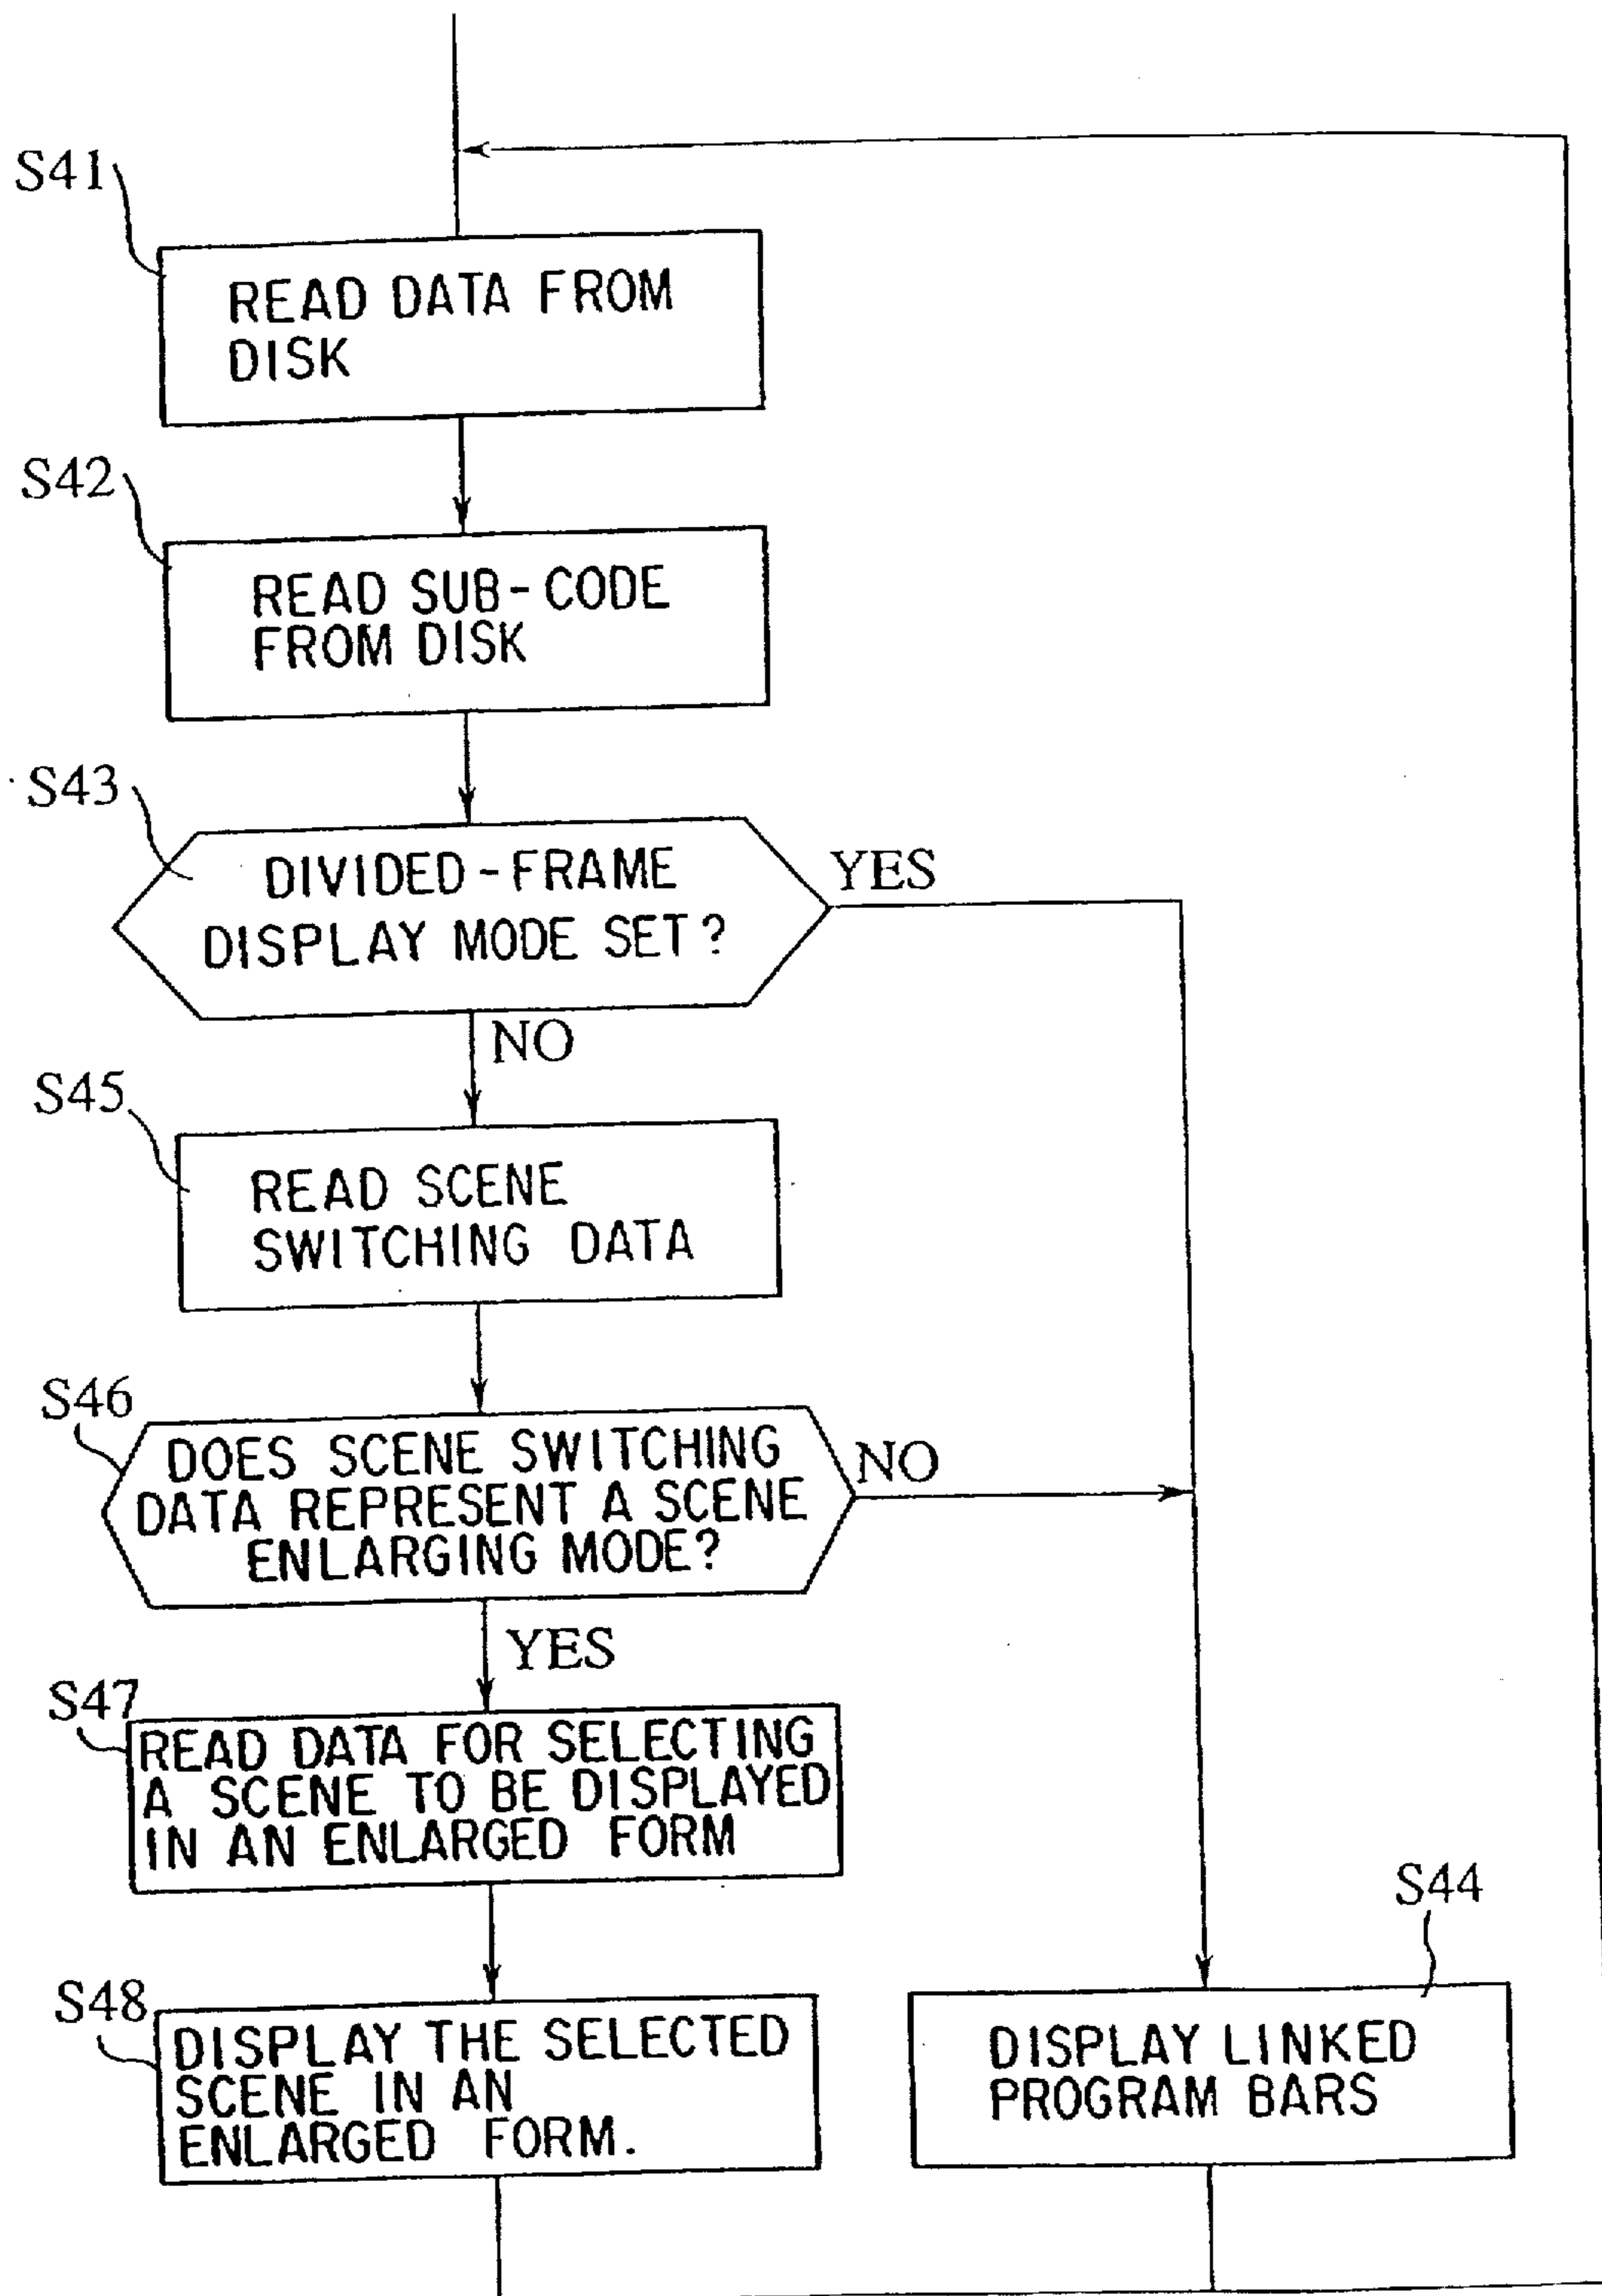 S41
READ DATA FROM
DISK
S42
READ SUB-CODE
FROM DISK
S43
DIVIDED-FRAME
DISPLAY MODE SET?
YES
NO
S45
READ SCENE
SWITCHING DATA
S46
DOES SCENE SWITCHING
DATA REPRESENT A SCENE
ENLARGING MODE?
NO
YES
S47
READ DATA FOR SELECTING
A SCENE TO BE DISPLAYED
IN AN ENLARGED FORM
S48
DISPLAY THE SELECTED
SCENE IN AN
ENLARGED FORM.
S44
DISPLAY LINKED
PROGRAM BARS